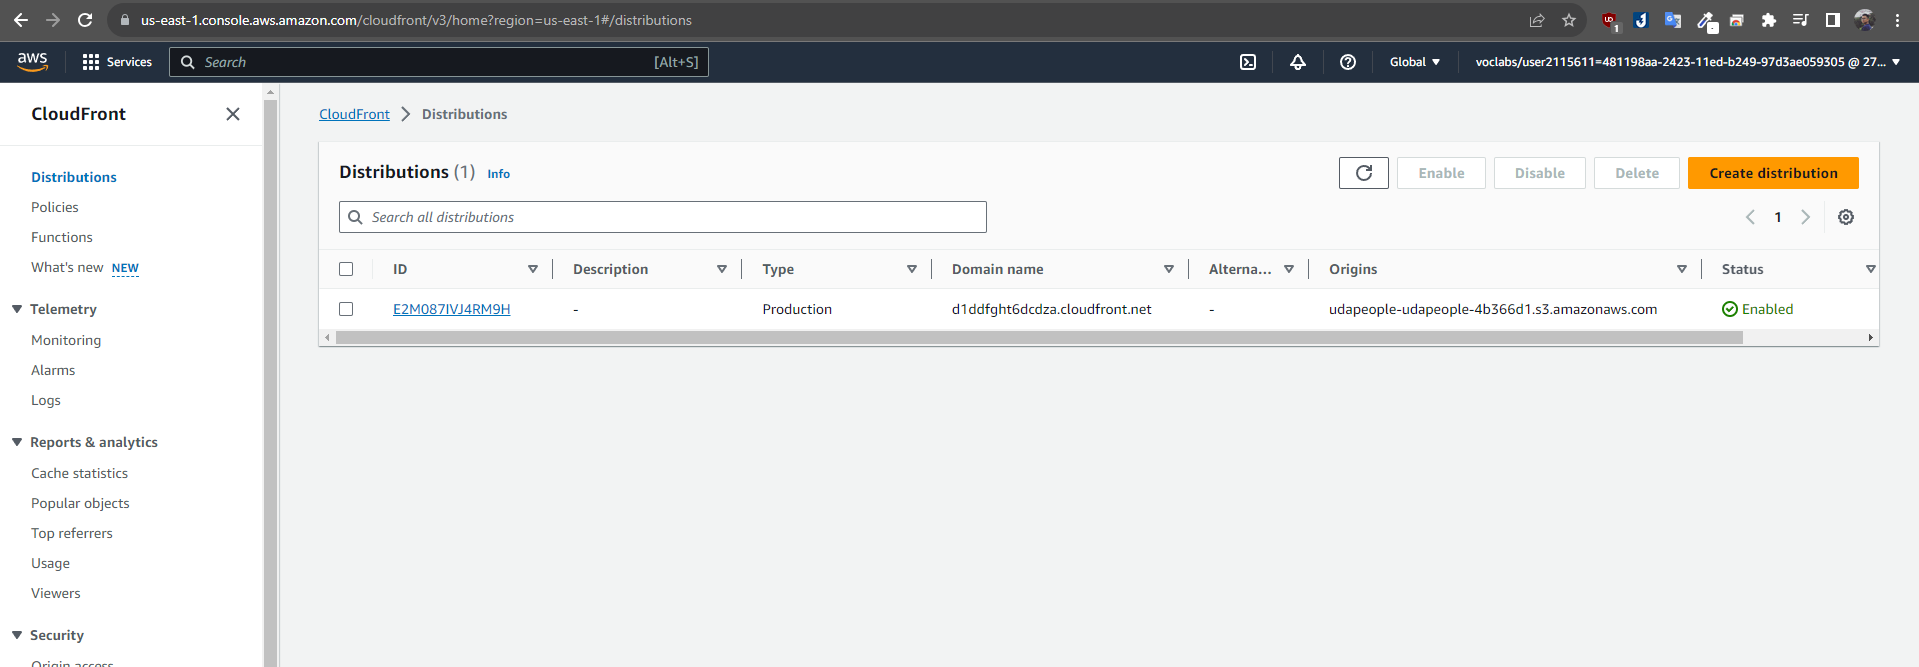 us-east-1.console.aws.amazon.com/cloudfront/v3/home?region=us-east-1#/distributions
UD
1
aws
Services
Search
[Alt+S]
Global
voclabs/user2115611=481198aa-2423-11ed-b249-97d3ae059305 @ 27...
CloudFront
Distributions
Policies
Functions
What's new NEW
Telemetry
Monitoring
Alarms
Logs
Reports & analytics
Cache statistics
Popular objects
Top referrers
Usage
Viewers
Security
Origin access
CloudFront
Distributions
Distributions (1) Info
Enable
Disable
Delete
Create distribution
Search all distributions
1
ID
Description
Type
Domain name
Alterna...
Origins
Status
E2M087IVJ4RM9H
-
Production
d1ddfght6dcdza.cloudfront.net
-
udapeople-udapeople-4b366d1.s3.amazonaws.com
Enabled